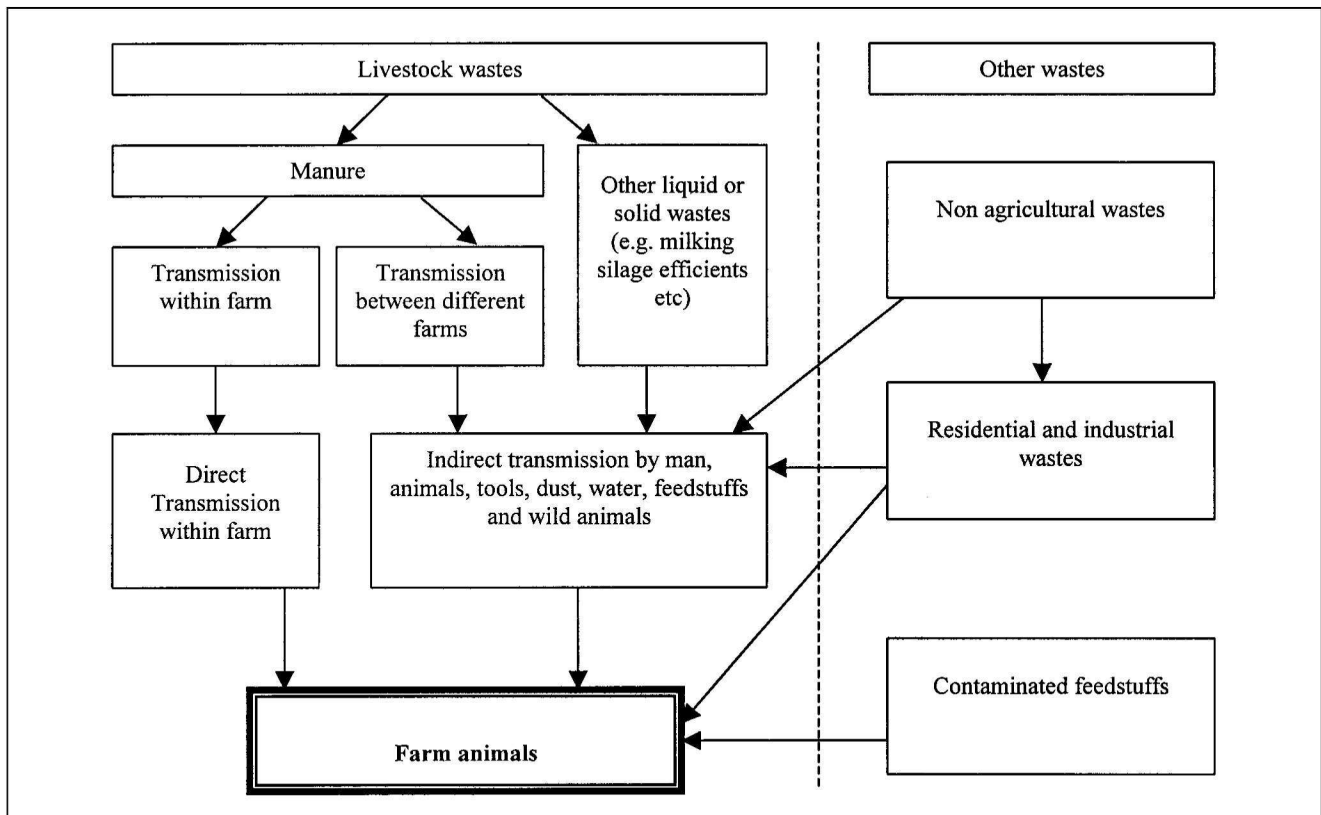 Livestock wastes
Other wastes
Manure
Other liquid or
solid wastes
(e.g. milking
silage efficients
etc)
Non agricultural wastes
Transmission
within farm
Transmission
between different
farms
Direct
Transmission
within farm
Indirect transmission by man,
animals, tools, dust, water, feedstuffs
and wild animals
Residential and industrial
wastes
Contaminated feedstuffs
Farm animals